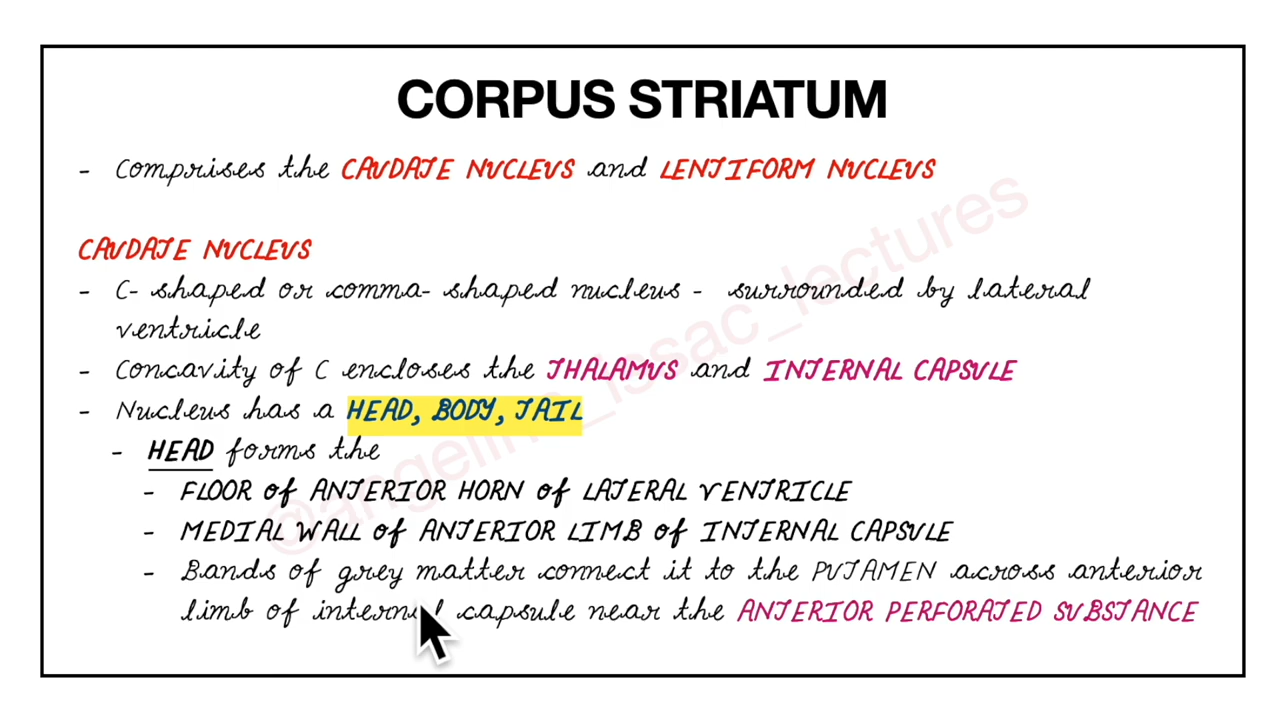 CORPUS STRIATUM
- Comprises the CAUDATE NUCLEUS and LENTIFORM NUCLEUS
CAUDATE NUCLEUS
- C- shaped or comma- shaped nucleus - surrounded by lateral
ventricle
- Concavity of C encloses the THALAMUS and INTERNAL CAPSULE
- Nucleus has a HEAD, BODY, TAIL
- HEAD forms the
- FLOOR of ANTERIOR HORN of LATERAL VENTRICLE
- MEDIAL WALL of ANTERIOR LIMB of INTERNAL CAPSULE
- Bands of grey matter connect it to the PUTAMEN across anterior
limb of internal capsule near the ANTERIOR PERFORATED SUBSTANCE